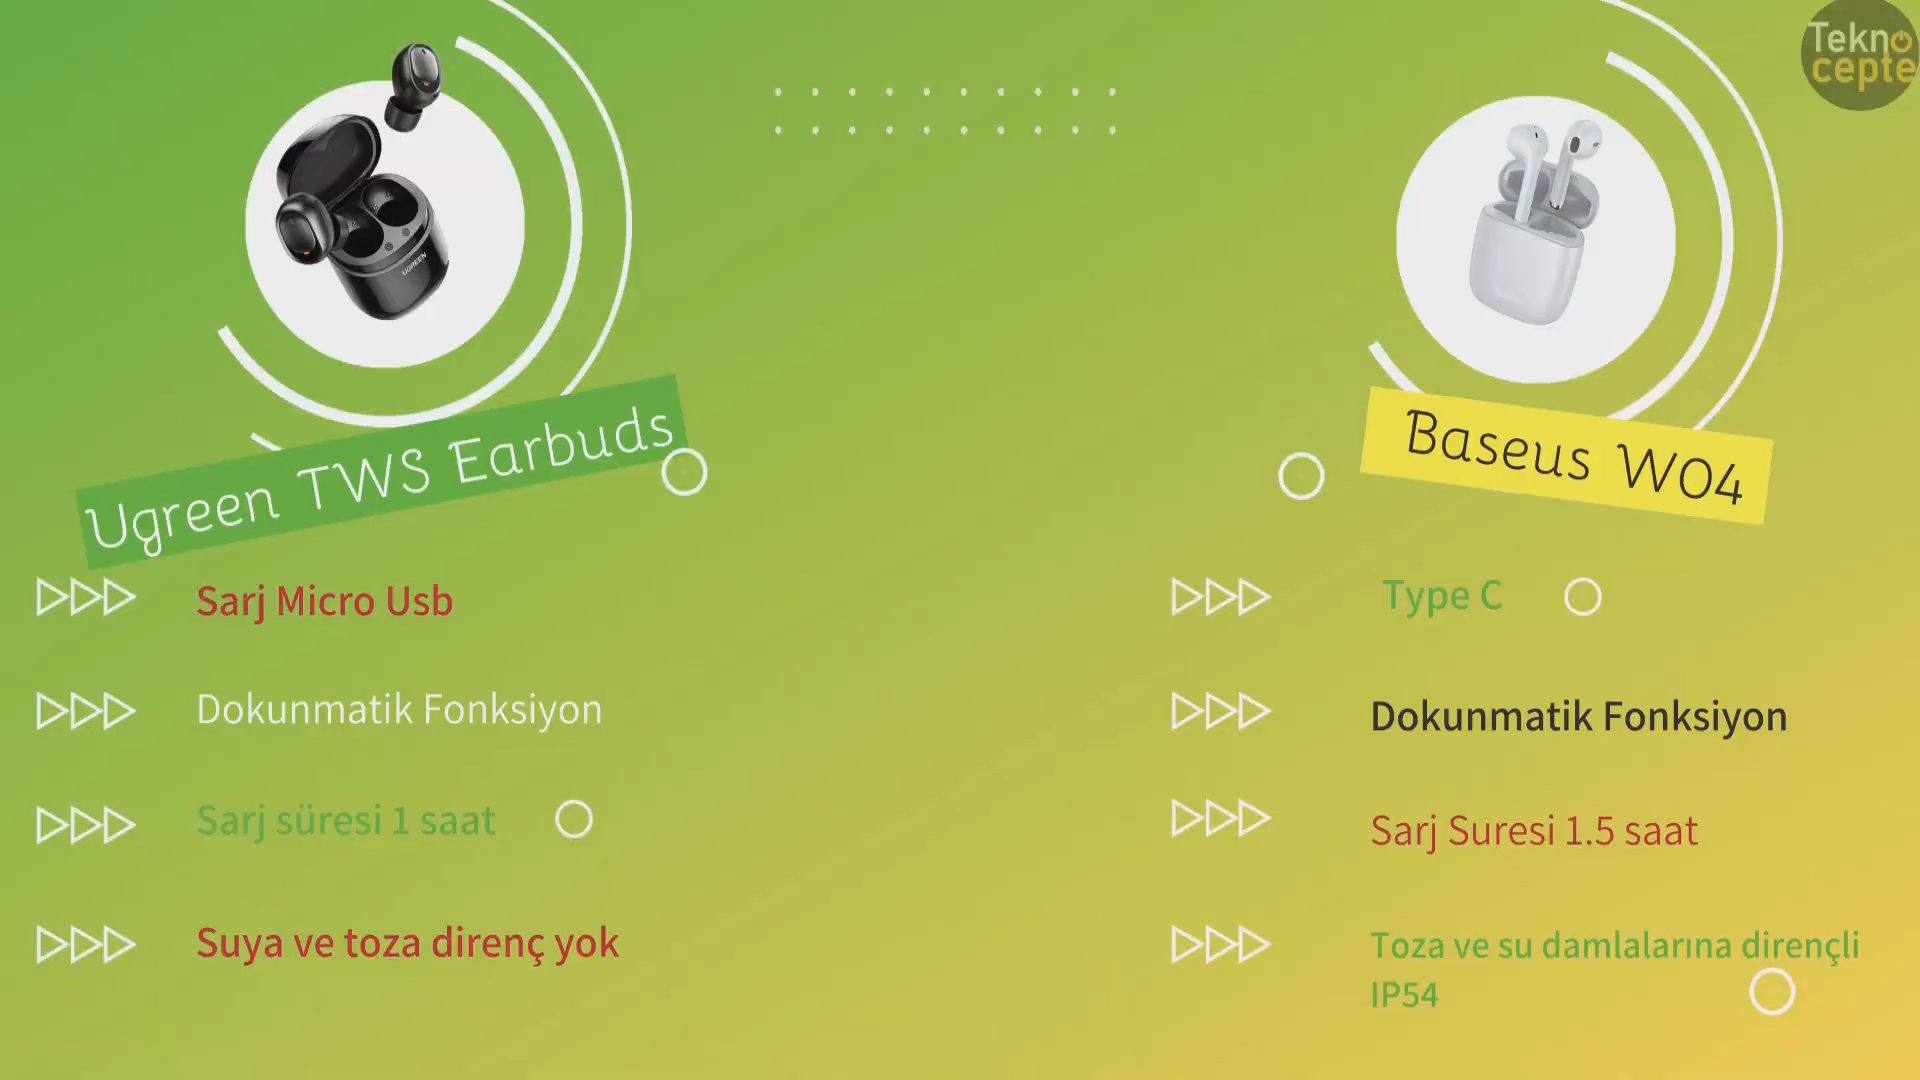 Tekno
cepte
UGREEN
Ugreen TWS Earbuds
Sarj Micro Usb
Dokunmatik Fonksiyon
Sarj süresi 1 saat
Suya ve toza direnç yok
Baseus W04
Type C
Dokunmatik Fonksiyon
Sarj Suresi 1.5 saat
Toza ve su damlalarına dirençli
IP54